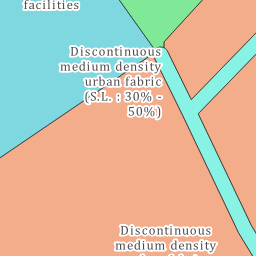 facilities
Discontinuous
medium density
urban fabric
(S.L. : 30% -
50%)
Discontinuous
medium density